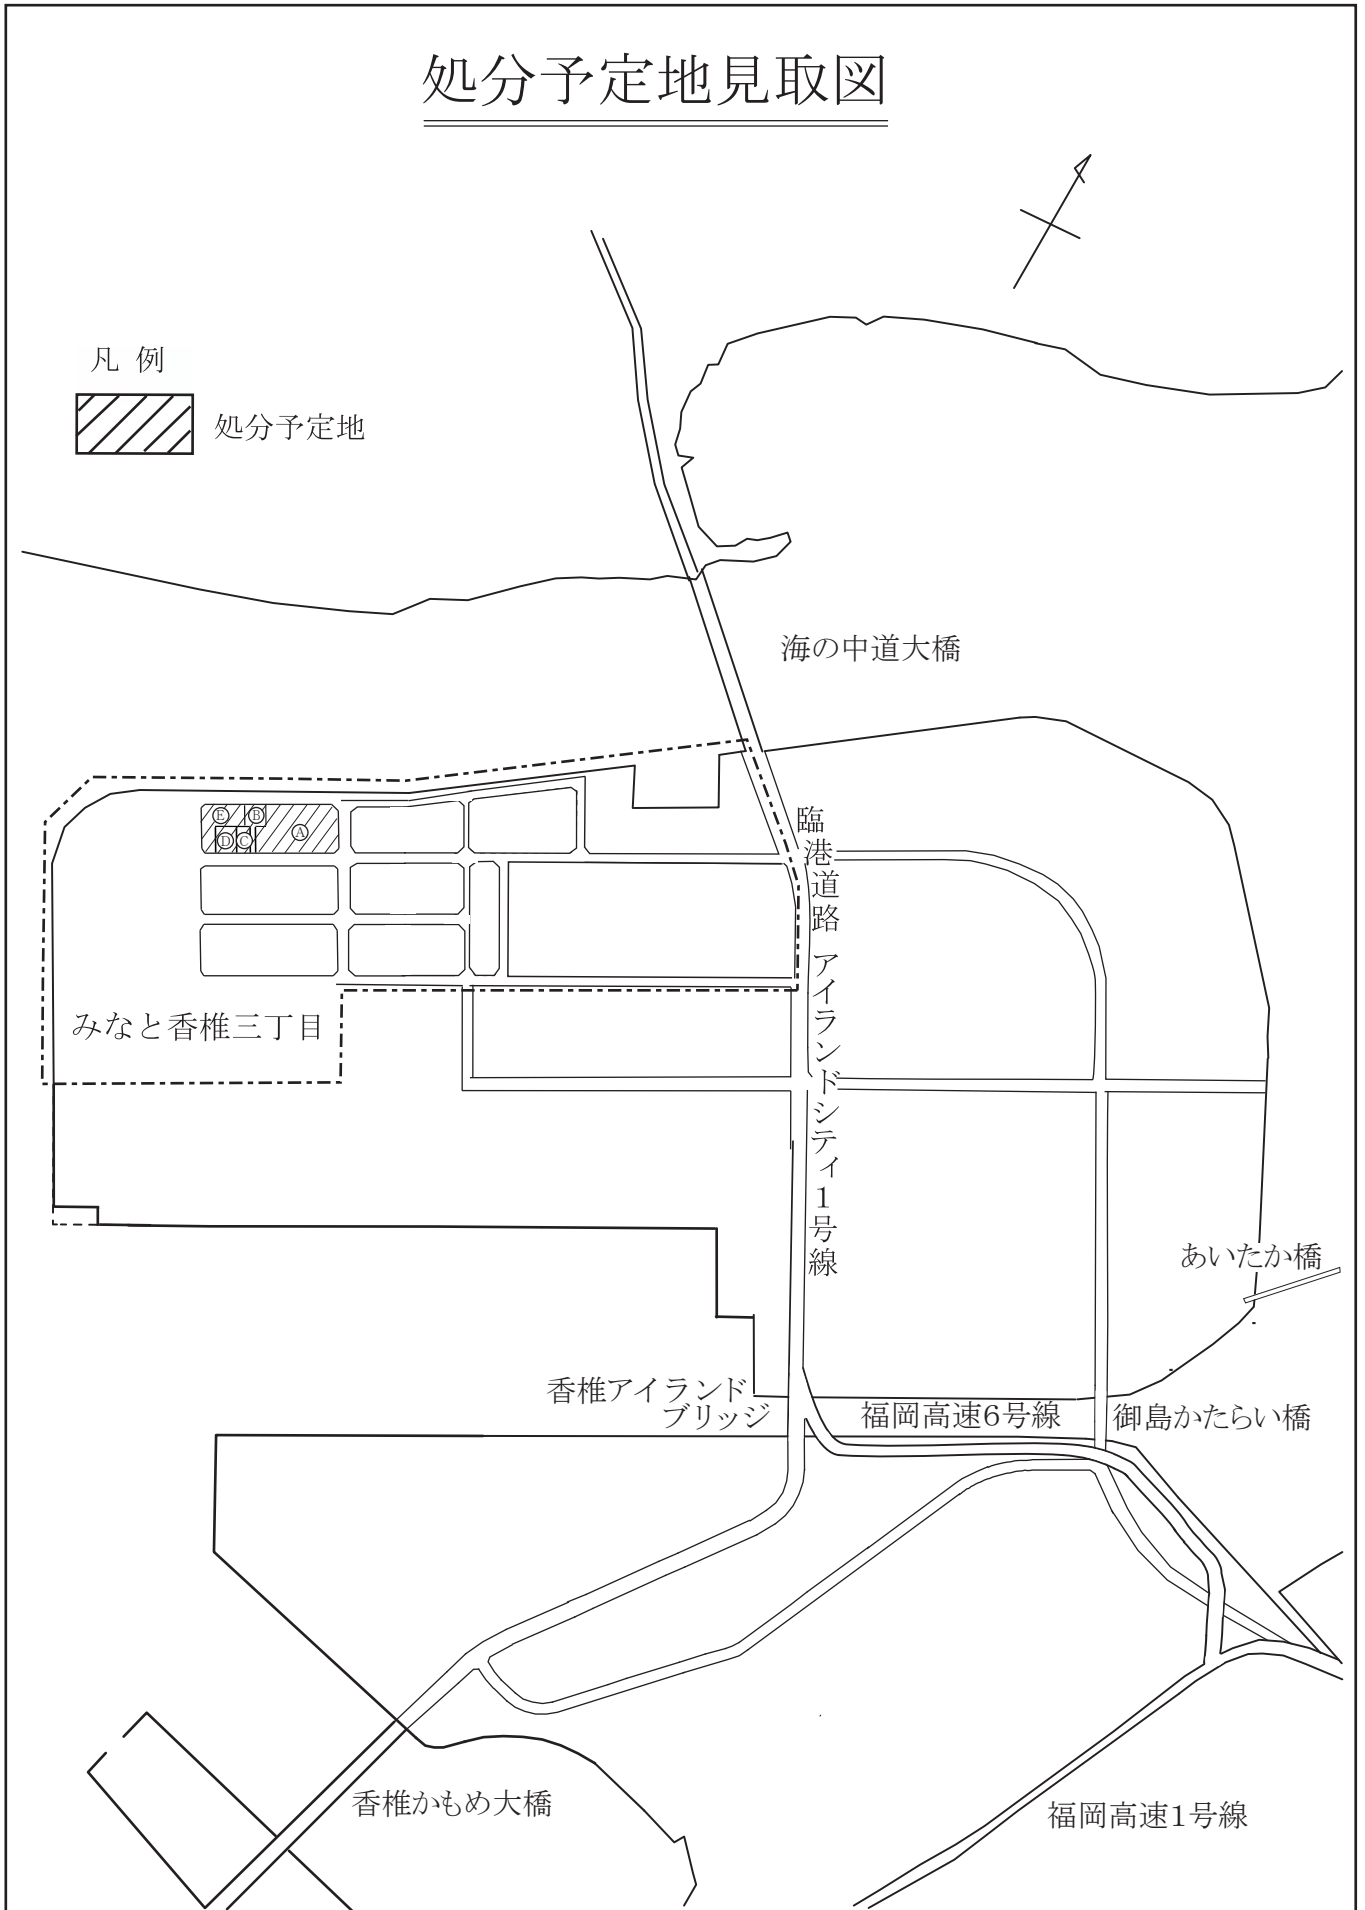 処分予定地見取図
凡例
処分予定地
海の中道大橋
臨港道路 アイランドシティ1号線
E
B
A
D
C
みなと香椎三丁目
あいたか橋
香椎アイランド
ブリッジ
福岡高速6号線
御島かたらい橋
香椎かもめ大橋
福岡高速1号線